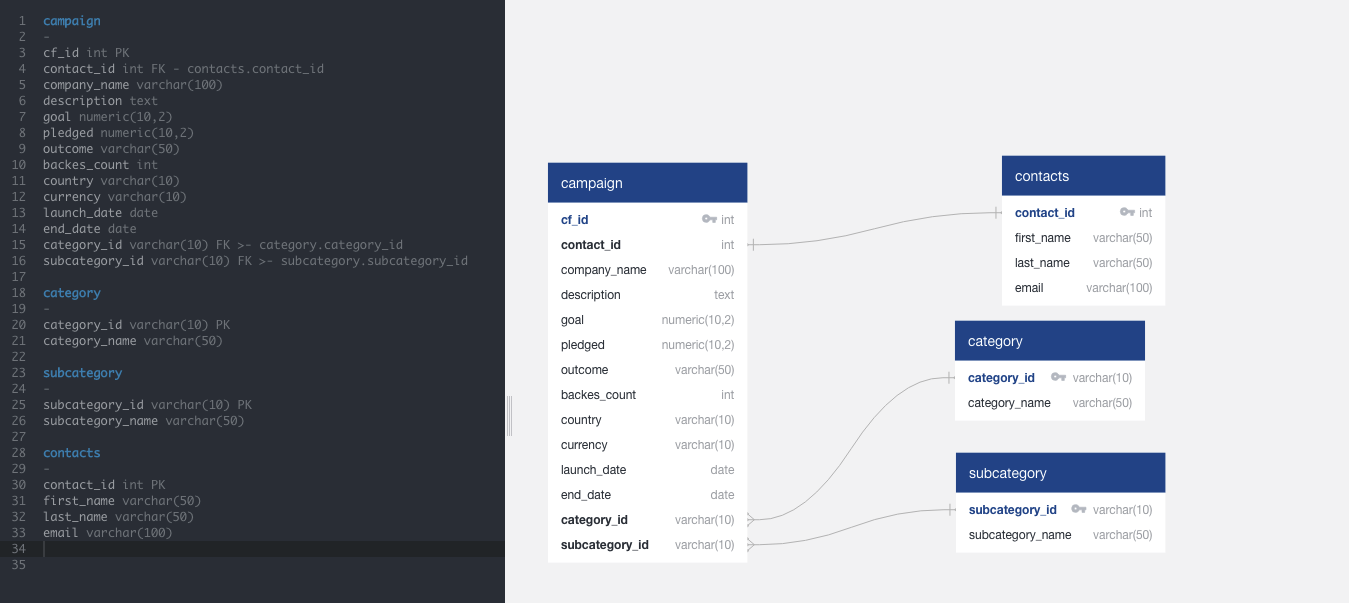 1 campaign
2 -
3 cf_id int PK
4 contact_id int FK - contacts.contact_id
5 company_name varchar(100)
6 description text
7 goal numeric(10,2)
8 pledged numeric(10,2)
9 outcome varchar(50)
10 backes_count int
11 country varchar(10)
12 currency varchar(10)
13 launch_date date
14 end_date date
15 category_id varchar(10) FK >- category.category_id
16 subcategory_id varchar(10) FK >- subcategory.subcategory_id
17
18 category
19 -
20 category_id varchar(10) PK
21 category_name varchar(50)
22
23 subcategory
24 -
25 subcategory_id varchar(10) PK
26 subcategory_name varchar(50)
27
28 contacts
29 -
30 contact_id int PK
31 first_name varchar(50)
32 last_name varchar(50)
33 email varchar(100)
34
35
campaign
cf_id int
contact_id int
company_name varchar(100)
description text
goal numeric(10,2)
pledged numeric(10,2)
outcome varchar(50)
backes_count int
country varchar(10)
currency varchar(10)
launch_date date
end_date date
category_id varchar(10)
subcategory_id varchar(10)
contacts
contact_id int
first_name varchar(50)
last_name varchar(50)
email varchar(100)
category
category_id varchar(10)
category_name varchar(50)
subcategory
subcategory_id varchar(10)
subcategory_name varchar(50)